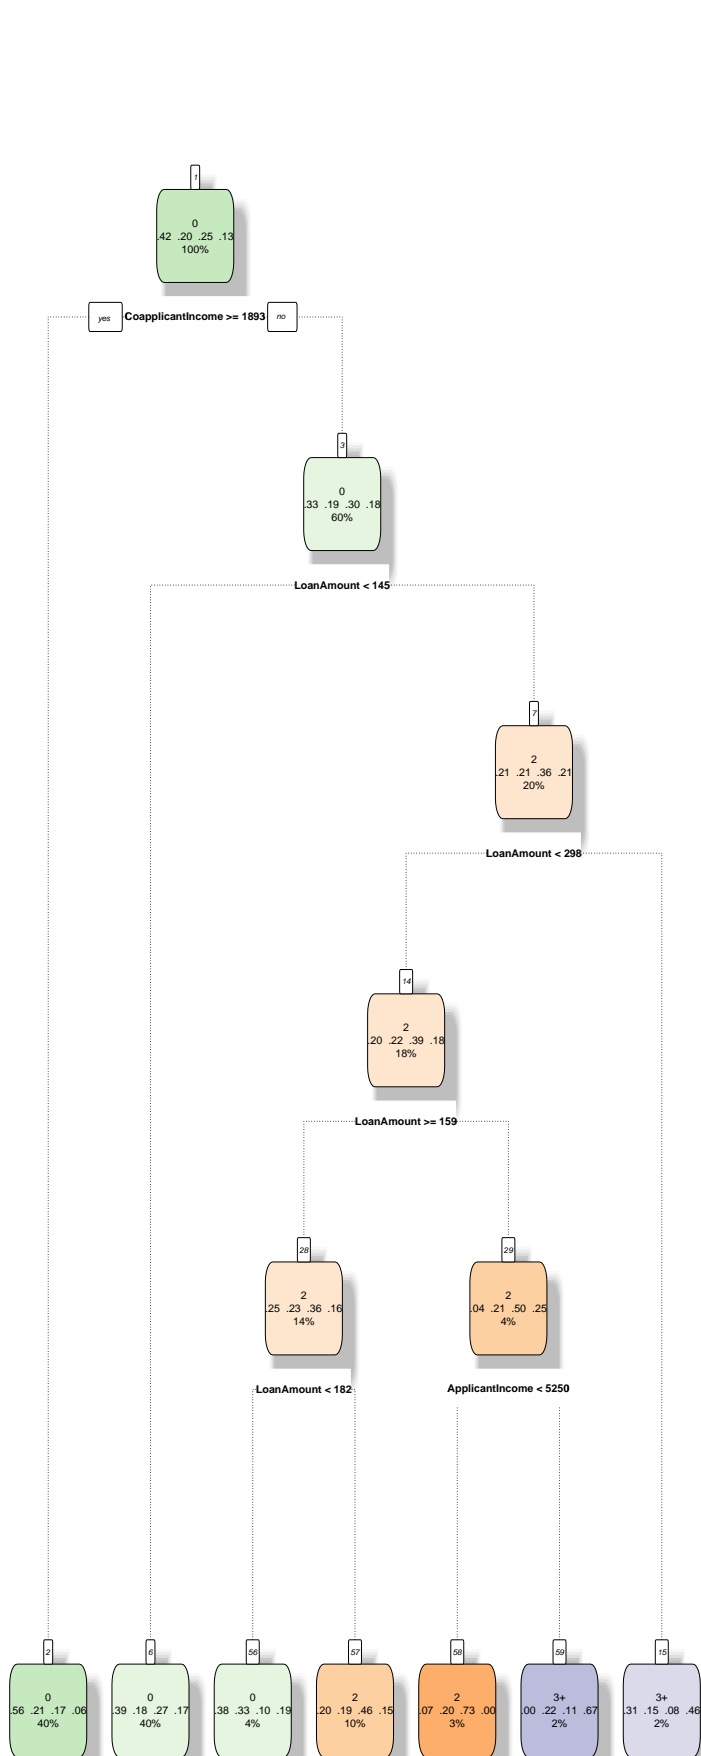 1
0
.42 .20 .25 .13
100%
yes CoapplicantIncome >= 1893 no
3
0
.33 .19 .30 .18
60%
LoanAmount < 145
7
2
.21 .21 .36 .21
20%
LoanAmount < 298
14
2
.20 .22 .39 .18
18%
LoanAmount >= 159
28 29
2 2
.25 .23 .36 .16 .04 .21 .50 .25
14% 4%
LoanAmount < 182 ApplicantIncome < 5250
2 6 56 57 58 59 15
0 0 0 2 2 3+ 3+
.56 .21 .17 .06 .39 .18 .27 .17 .38 .33 .10 .19 .20 .19 .46 .15 .07 .20 .73 .00 .00 .22 .11 .67 .31 .15 .08 .46
40% 40% 4% 10% 3% 2% 2%